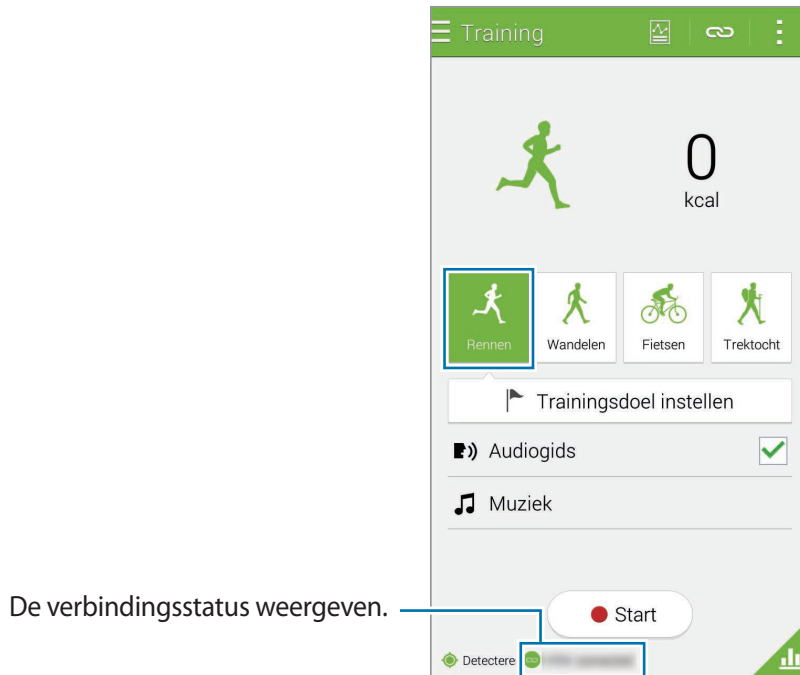 Training
0
kcal
Rennen Wandelen Fietsen Trektocht
Trainingsdoel instellen
Audiogids
Muziek
De verbindingsstatus weergeven.
Start
Detectere